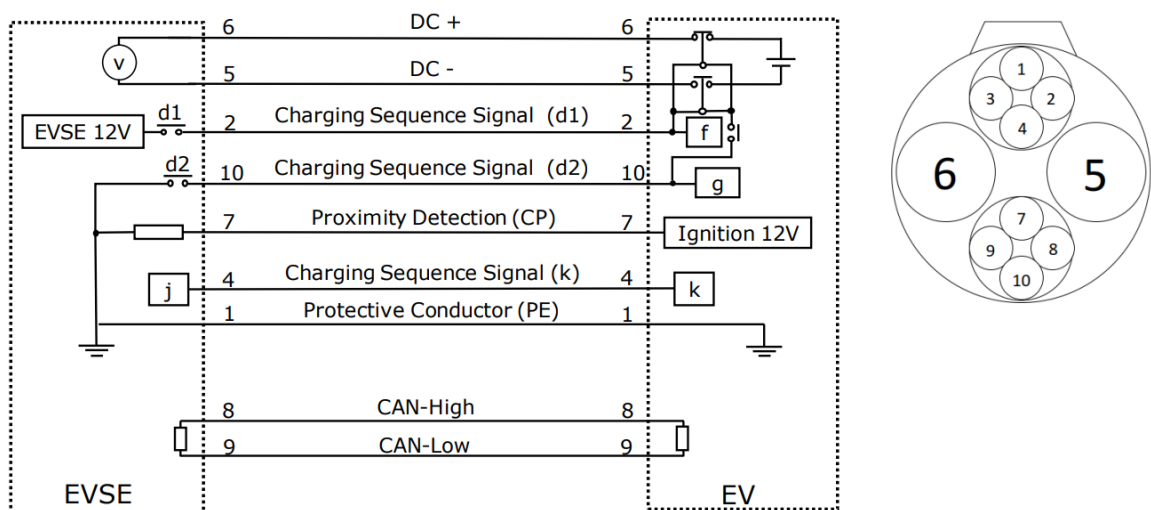 6 DC + 6
v
5 DC - 5
d1
EVSE 12V 2 Charging Sequence Signal (d1) 2 f
d2
10 Charging Sequence Signal (d2) 10 g
7 Proximity Detection (CP) 7 Ignition 12V
j 4 Charging Sequence Signal (k) 4 k
1 Protective Conductor (PE) 1
8 CAN-High 8
9 CAN-Low 9
EVSE EV
1
3 2
4
6 5
7
9 8
10